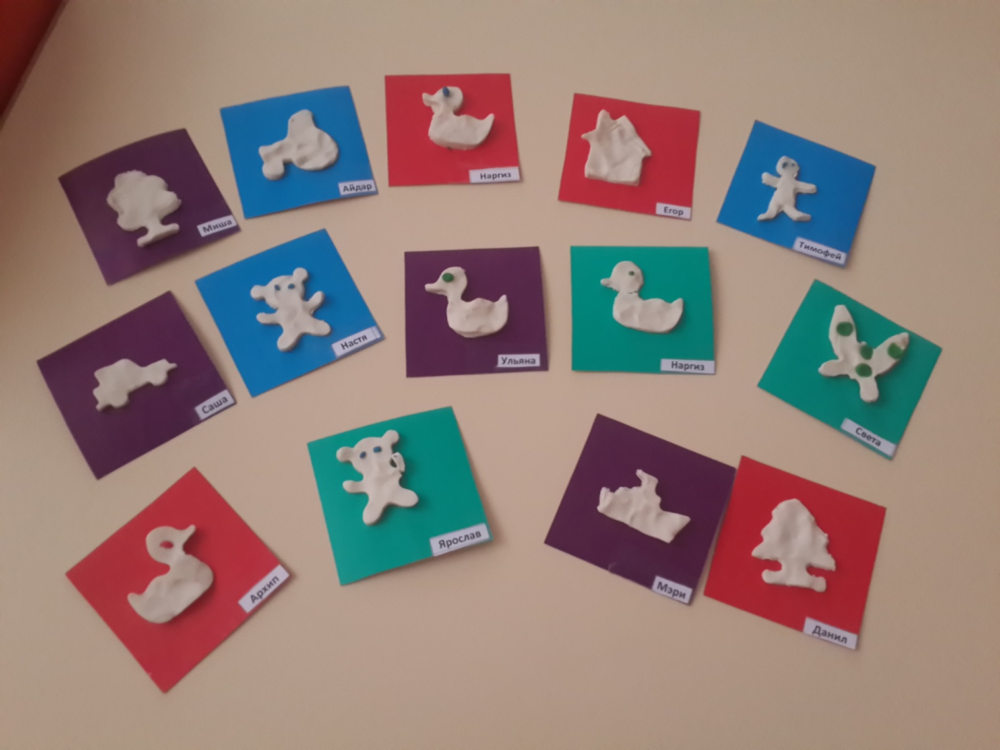 Миша
Айдар
Наргиз
Егор
Тимофей
Саша
Настя
Ульяна
Наргиз
Света
Архип
Ярослав
Мэри
Данил